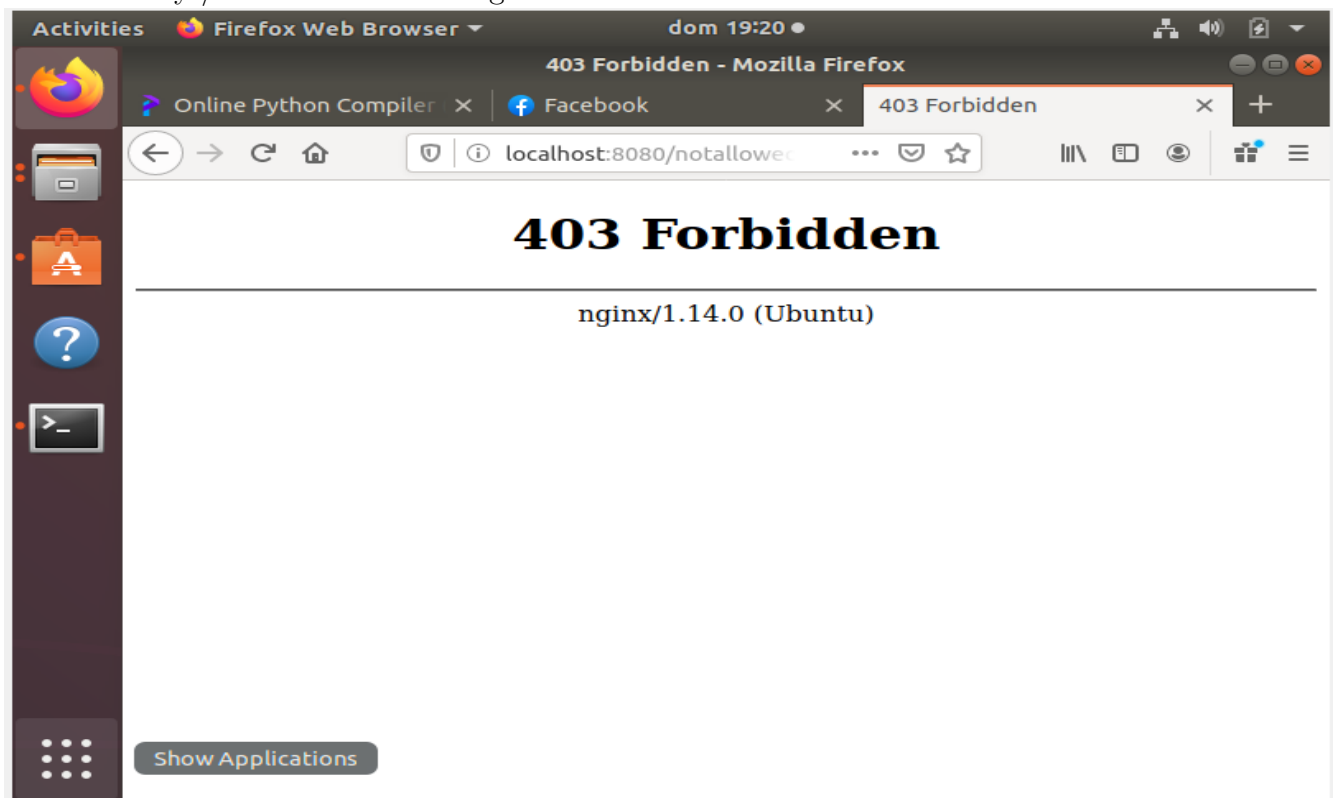 Activities Firefox Web Browser dom 19:20
403 Forbidden - Mozilla Firefox
Online Python Compiler Facebook 403 Forbidden
localhost:8080/notallowed
403 Forbidden
nginx/1.14.0 (Ubuntu)
Show Applications